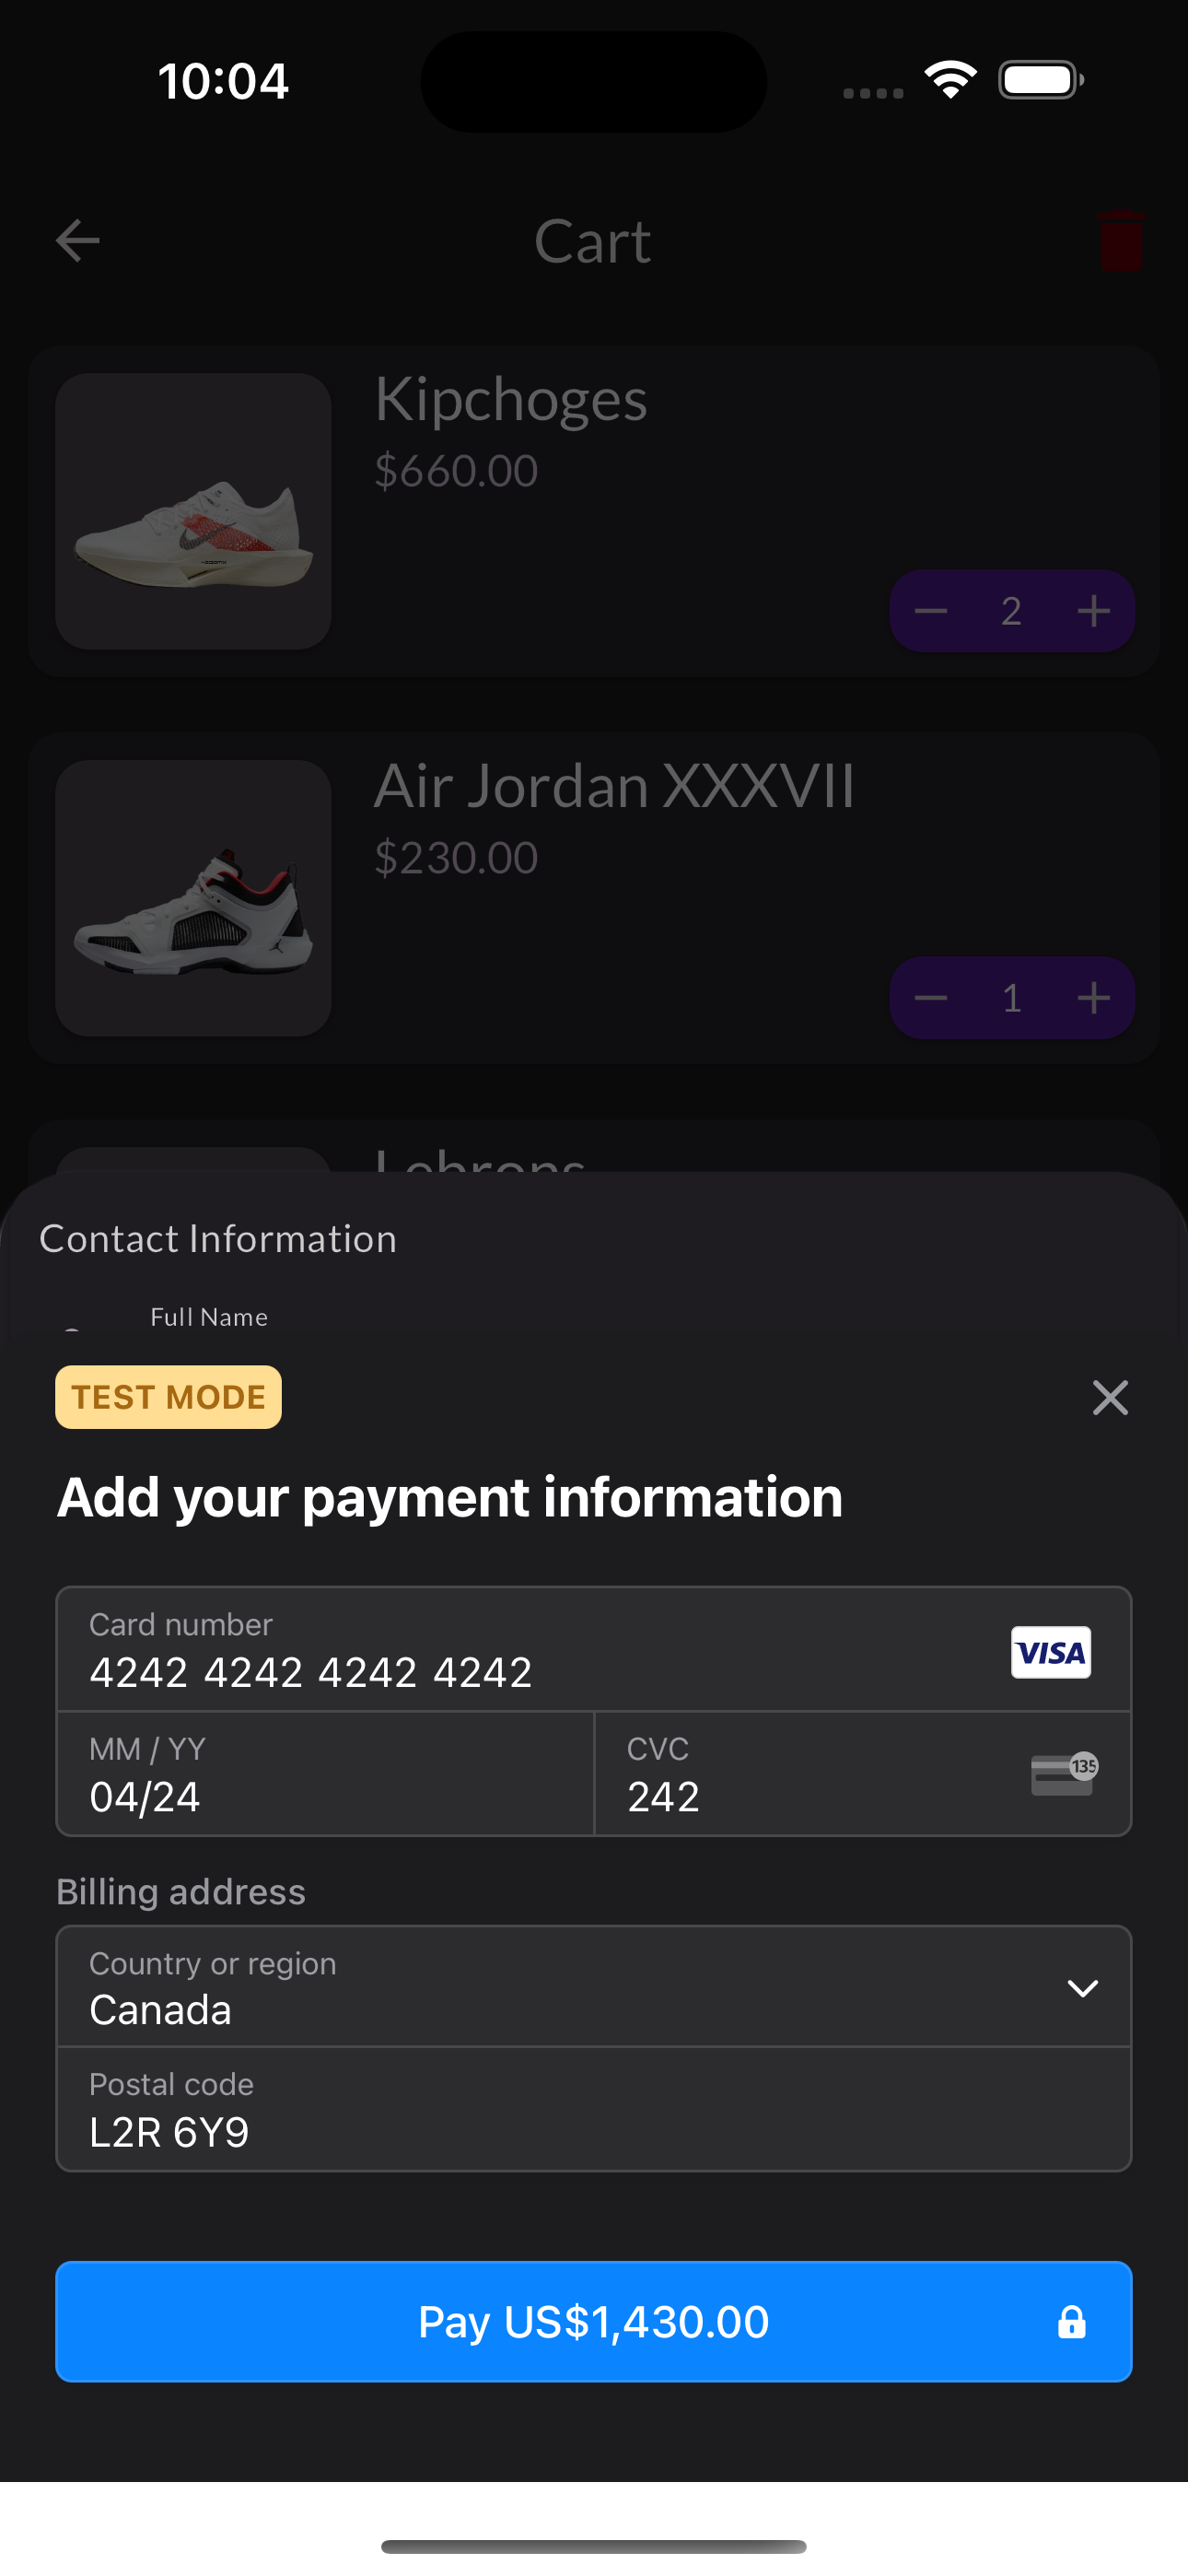 10:04
Cart
Kipchoges
$660.00
2
Air Jordan XXXVII
$230.00
1
Lebrons
Contact Information
Full Name
TEST MODE
Add your payment information
Card number
4242 4242 4242 4242
VISA
MM / YY
04/24
CVC
242
135
Billing address
Country or region
Canada
Postal code
L2R 6Y9
Pay US$1,430.00